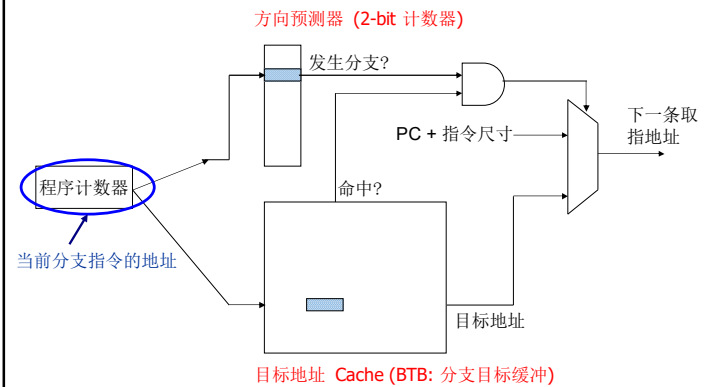 方向预测器 (2-bit 计数器)
发生分支?
PC + 指令尺寸
下一条取
指地址
程序计数器
命中?
当前分支指令的地址
目标地址
目标地址 Cache (BTB: 分支目标缓冲)